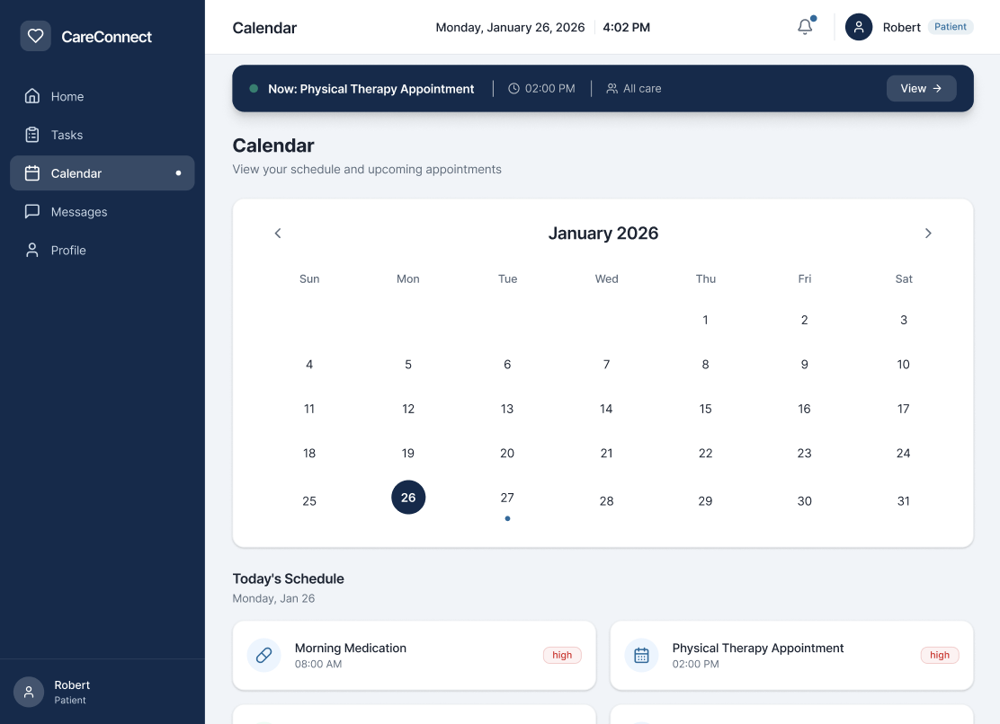 CareConnect
Home
Tasks
Calendar
Messages
Profile
Robert
Patient
Calendar
Monday, January 26, 2026
4:02 PM
Robert
Patient
Now: Physical Therapy Appointment
02:00 PM
All care
View
Calendar
View your schedule and upcoming appointments
January 2026
Sun Mon Tue Wed Thu Fri Sat
1 2 3
4 5 6 7 8 9 10
11 12 13 14 15 16 17
18 19 20 21 22 23 24
25 26 27 28 29 30 31
Today's Schedule
Monday, Jan 26
Morning Medication
08:00 AM
high
Physical Therapy Appointment
02:00 PM
high